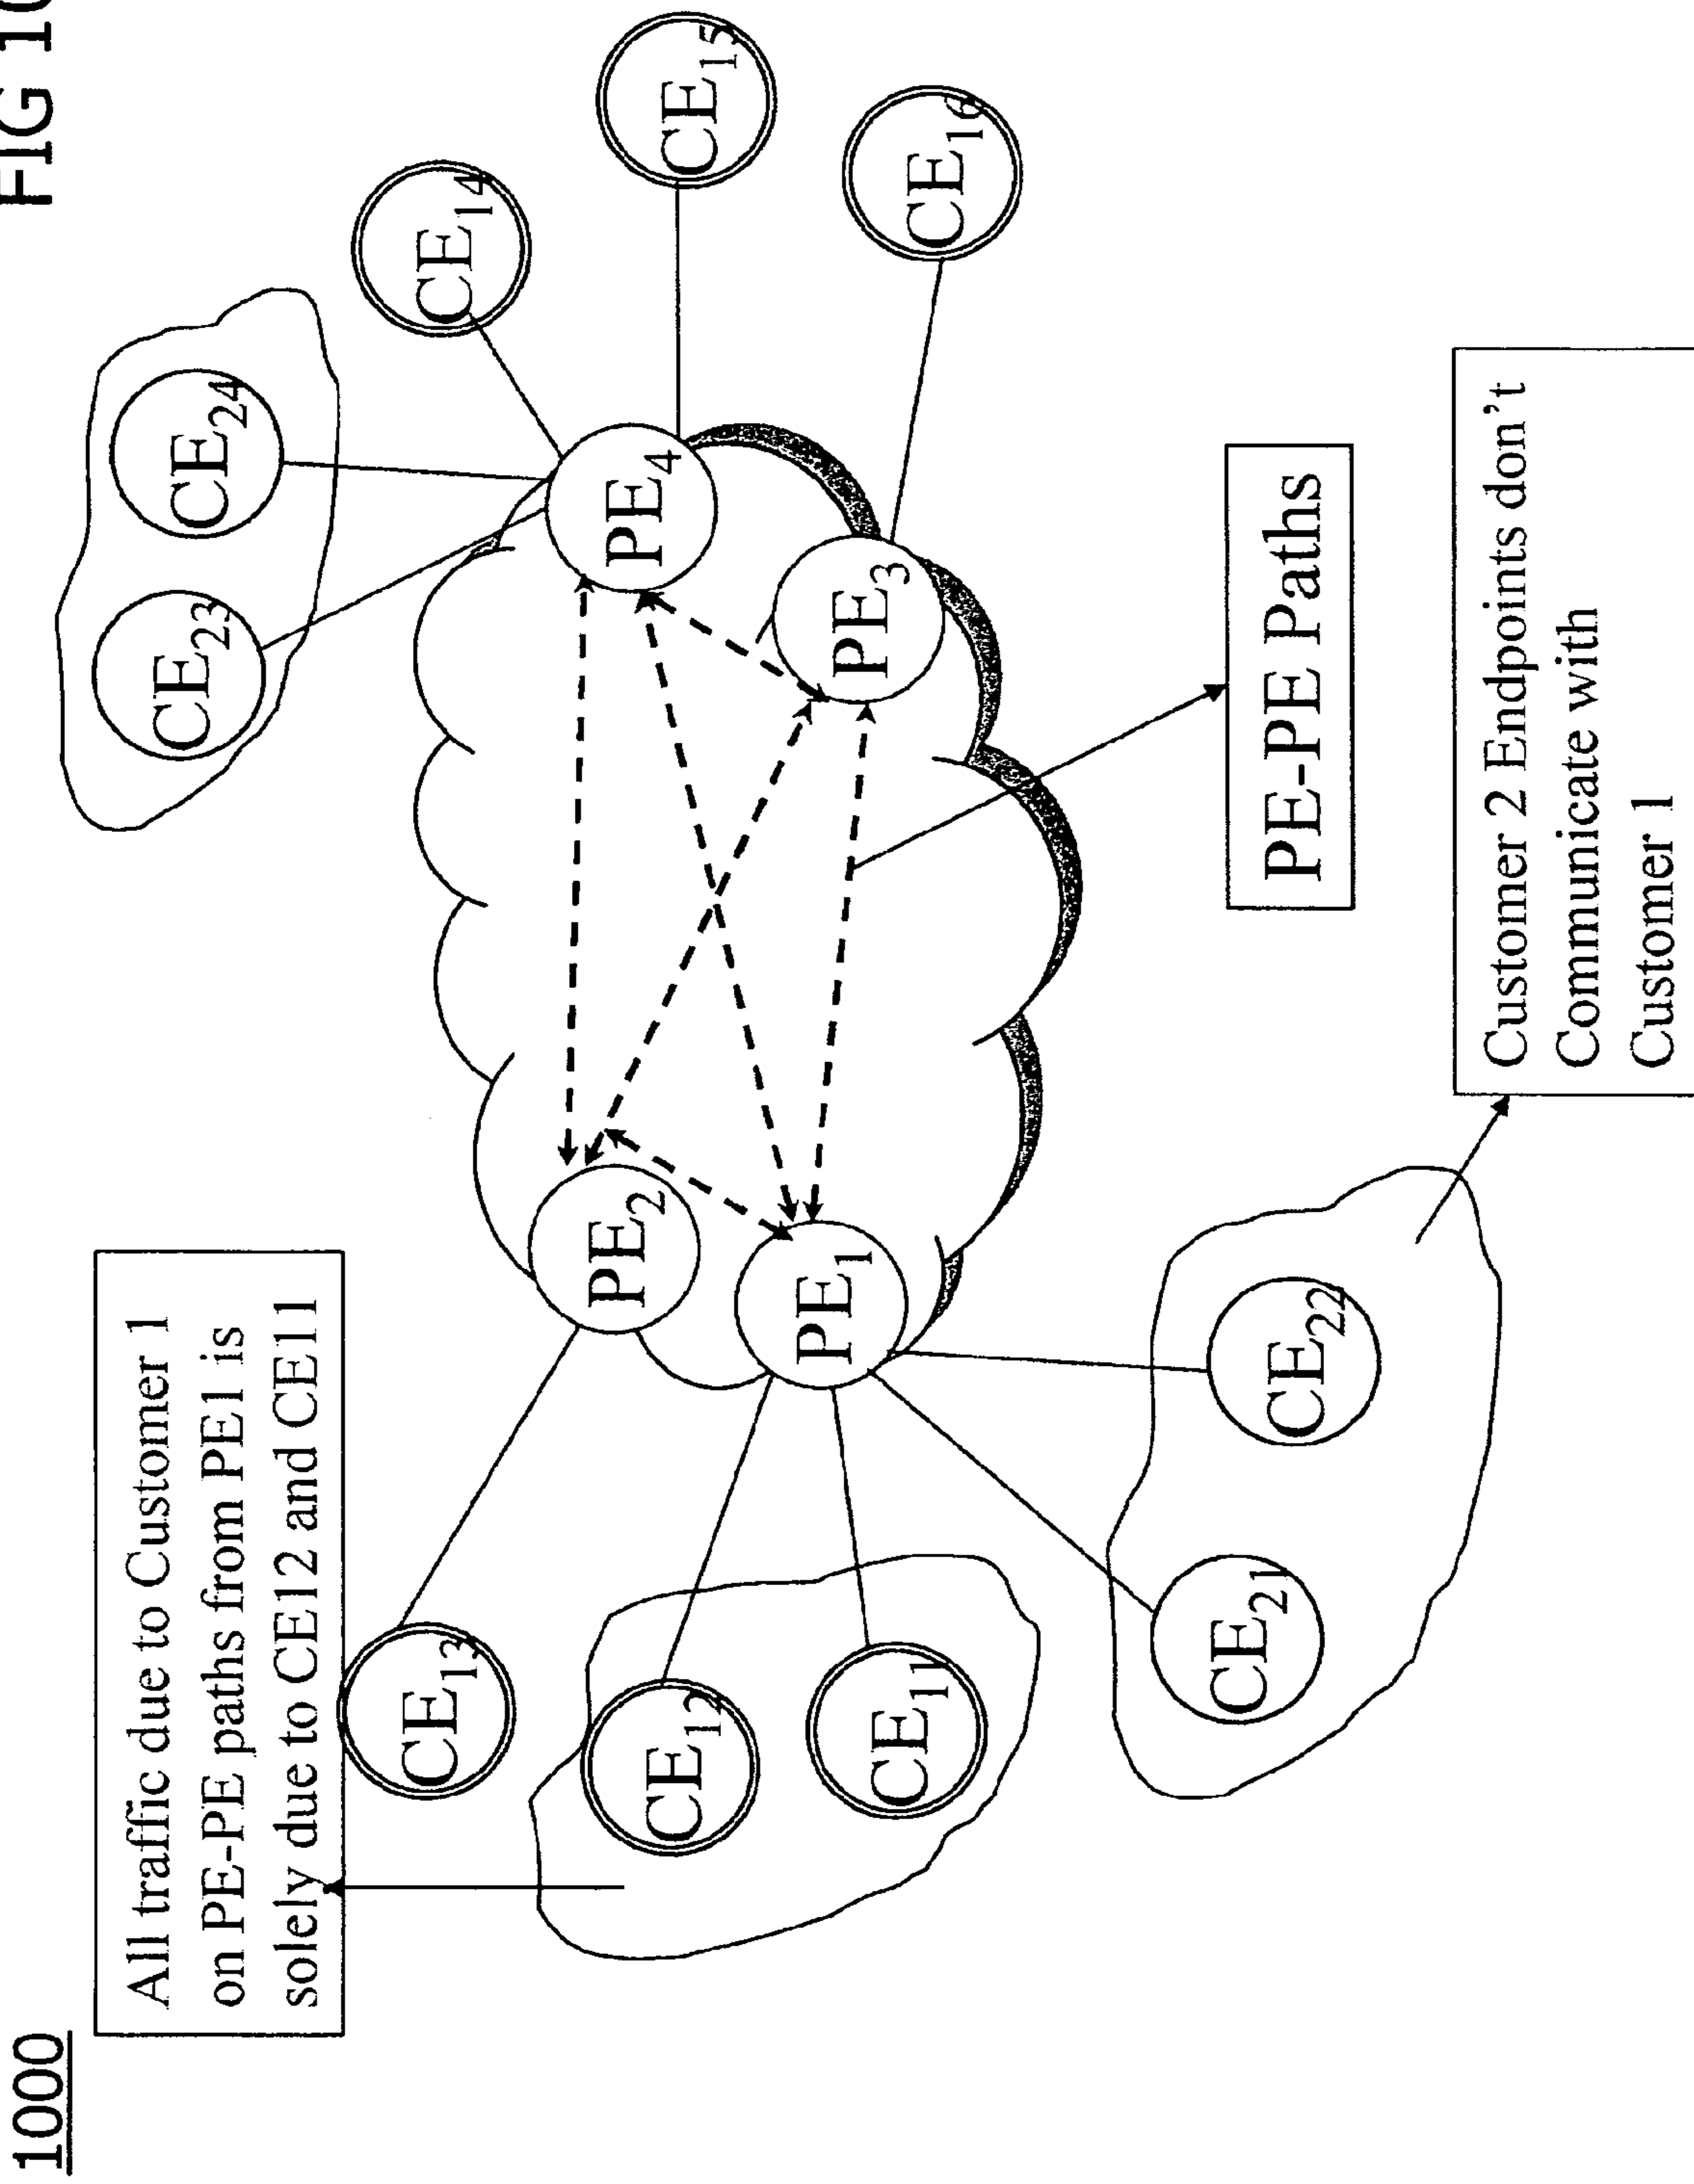 1000
FIG 10
All traffic due to Customer 1
on PE-PE paths from PE1 is
solely due to CE12 and CE11
CE13
CE12
CE11
CE21
CE22
PE2
PE1
CE23
CE24
PE4
PE3
CE14
CE15
CE16
PE-PE Paths
Customer 2 Endpoints don't
Communicate with
Customer 1